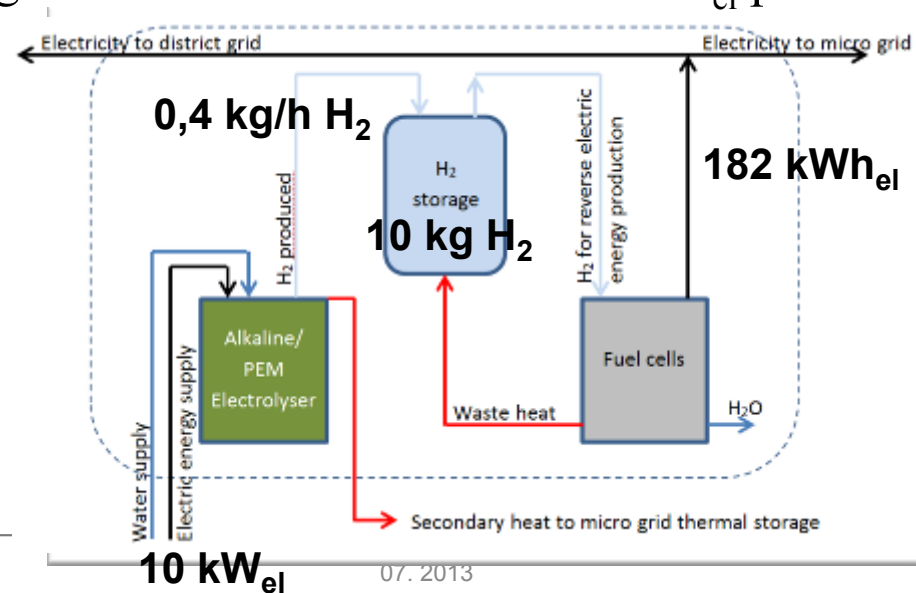 el
Electricity to district grid
Electricity to micro grid
0,4 kg/h H₂
H₂ produced
H₂
storage
10 kg H₂
H₂ for reverse electric
energy production
182 kWhₑₗ
Alkaline/
PEM
Electrolyser
Fuel cells
Waste heat
H₂O
Water supply
Electric energy supply
Secondary heat to micro grid thermal storage
10 kWₑₗ
07. 2013